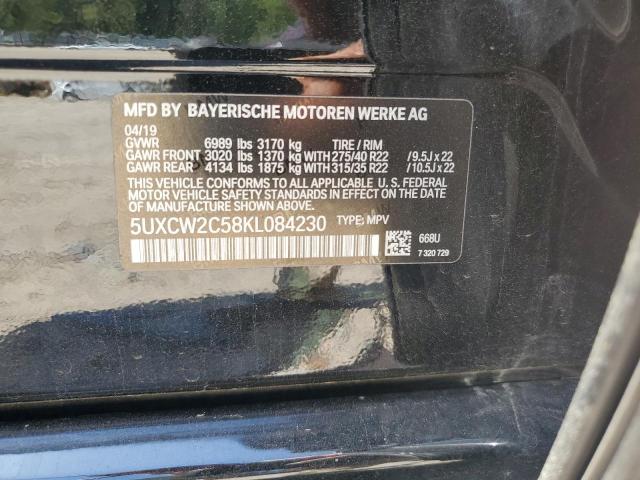 MFD BY BAYERISCHE MOTOREN WERKE AG
04/19
GVWR 6989 lbs 3170 kg TIRE / RIM
GAWR FRONT 3020 lbs 1370 kg WITH 275/40 R22 /9.5J x 22
GAWR REAR 4134 lbs 1875 kg WITH 315/35 R22 /10.5J x 22
THIS VEHICLE CONFORMS TO ALL APPLICABLE U. S. FEDERAL
MOTOR VEHICLE SAFETY STANDARDS IN EFFECT ON THE DATE OF
MANUFACTURE SHOWN ABOVE.
5UXCW2C58KL084230 TYPE: MPV
668U
7 320 729